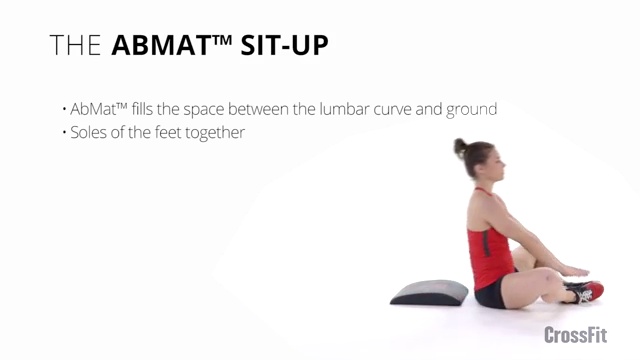 THE ABMAT™ SIT-UP
• AbMat™ fills the space between the lumbar curve and ground
• Soles of the feet together
CrossFit